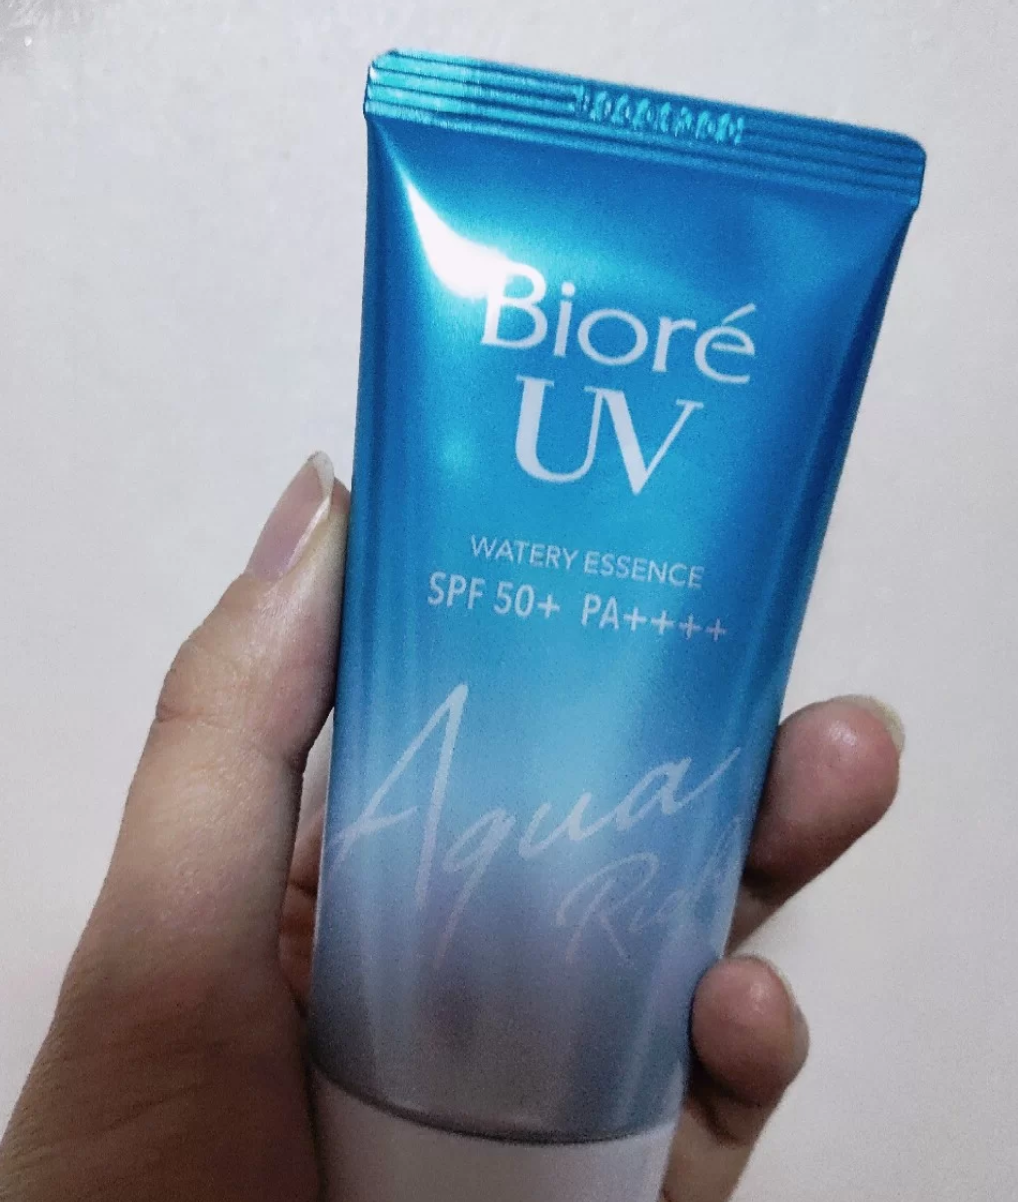 Bioré
UV
WATERY ESSENCE
SPF 50+ PA++++
Aqua